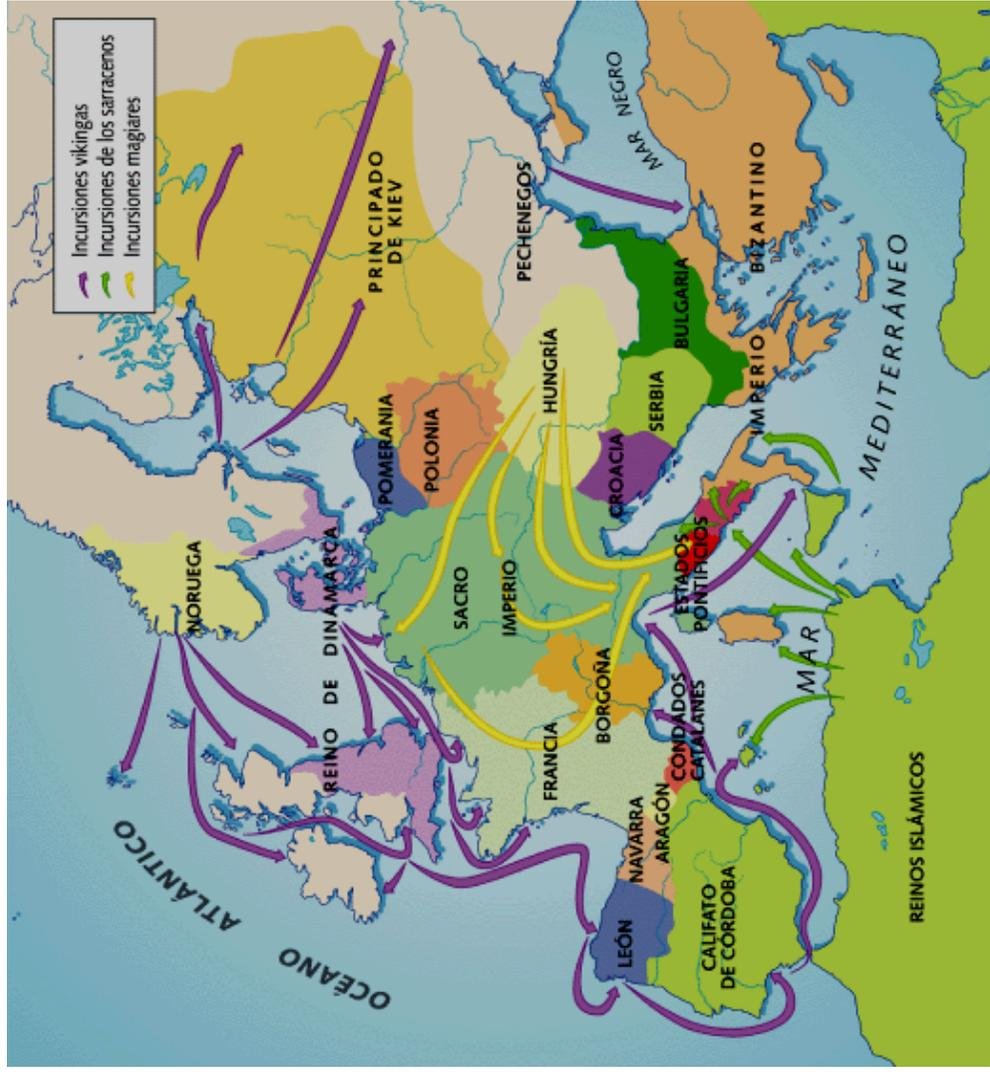 Incursiones vikingas
Incursiones de los sarracenos
Incursiones magiares
OCÉANO ATLÁNTICO
NORUEGA
REINO DE DINAMARCA
PRINCIPADO
DE KIEV
POMERANIA
POLONIA
PECHENEGOS
SACRO
IMPERIO
HUNGRÍA
FRANCIA
BORGOÑA
CROACIA
SERBIA
BULGARIA
MAR NEGRO
LEÓN
NAVARRA
ARAGÓN
CONDADOS
CATALANES
ESTADOS
PONTIFICIOS
IMPERIO BIZANTINO
CALIFATO
DE CÓRDOBA
MAR MEDITERRÁNEO
REINOS ISLÁMICOS